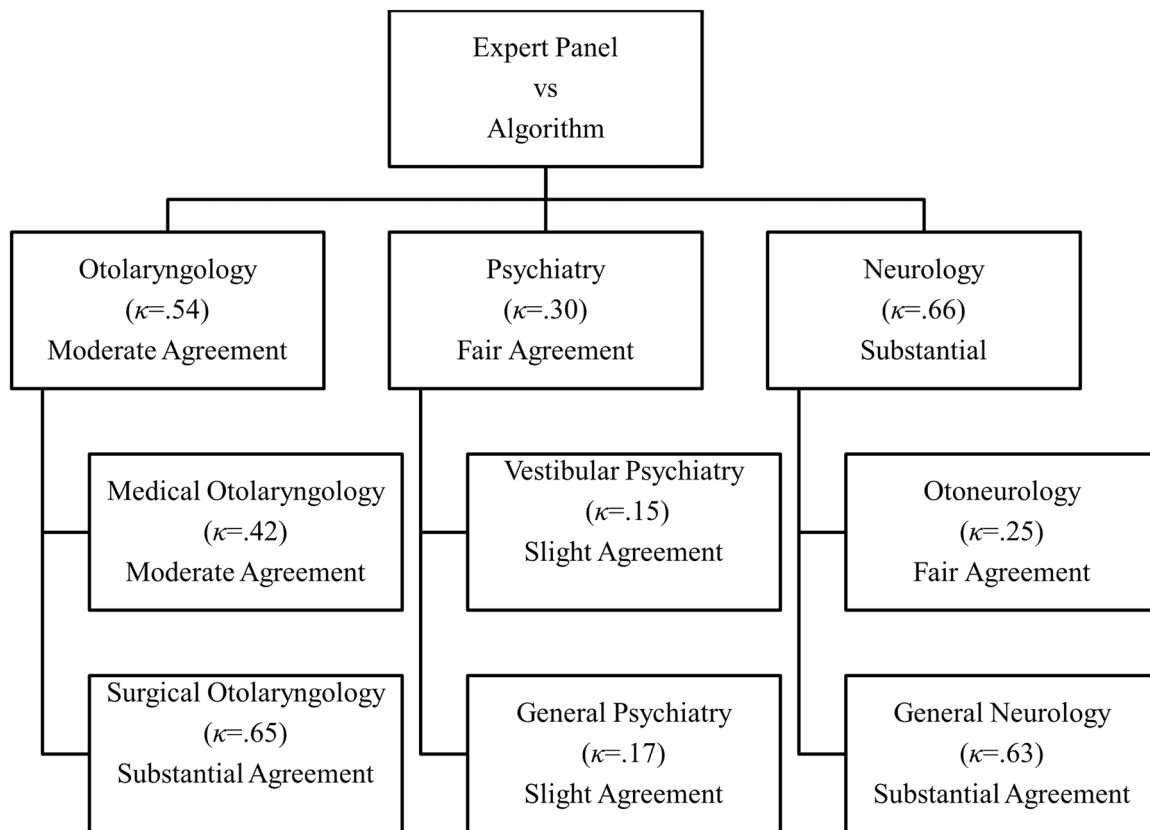 Expert Panel
vs
Algorithm
Otolaryngology
(κ=.54)
Moderate Agreement
Psychiatry
(κ=.30)
Fair Agreement
Neurology
(κ=.66)
Substantial
Medical Otolaryngology
(κ=.42)
Moderate Agreement
Vestibular Psychiatry
(κ=.15)
Slight Agreement
Otoneurology
(κ=.25)
Fair Agreement
Surgical Otolaryngology
(κ=.65)
Substantial Agreement
General Psychiatry
(κ=.17)
Slight Agreement
General Neurology
(κ=.63)
Substantial Agreement